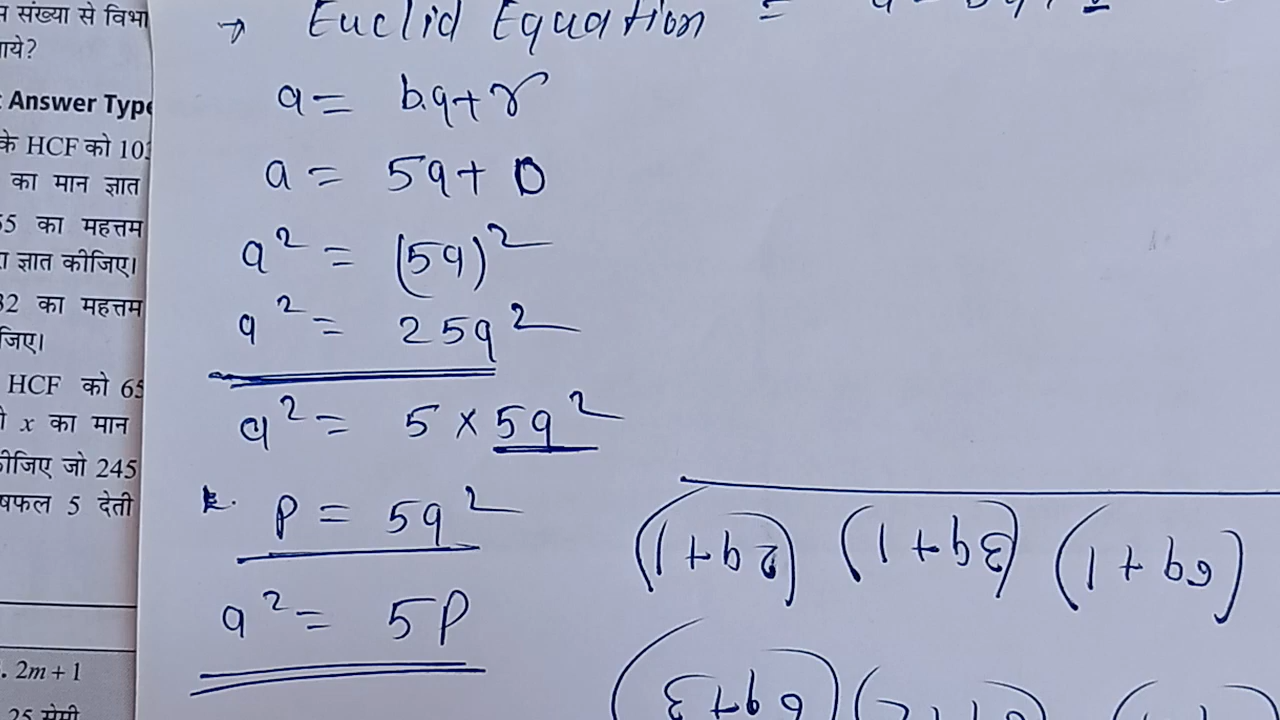 संख्या से विभा
ाये?
Answer Type
के HCF को 10
का मान ज्ञात
55 का महत्तम
ज्ञात कीजिए।
32 का महत्तम
जिए।
HCF को 65
x का मान
ीजिए जो 245
षफल 5 देती
. 2m + 1
25 सेमी
→ Euclid Equation =
a = b.q + r
a = 5q + 0
a² = (5q)²
a² = 25q²
a² = 5 × 5q²
P = 5q²
a² = 5P
(6q + 1) (3q + 1) (2q + 1)
6q + 3